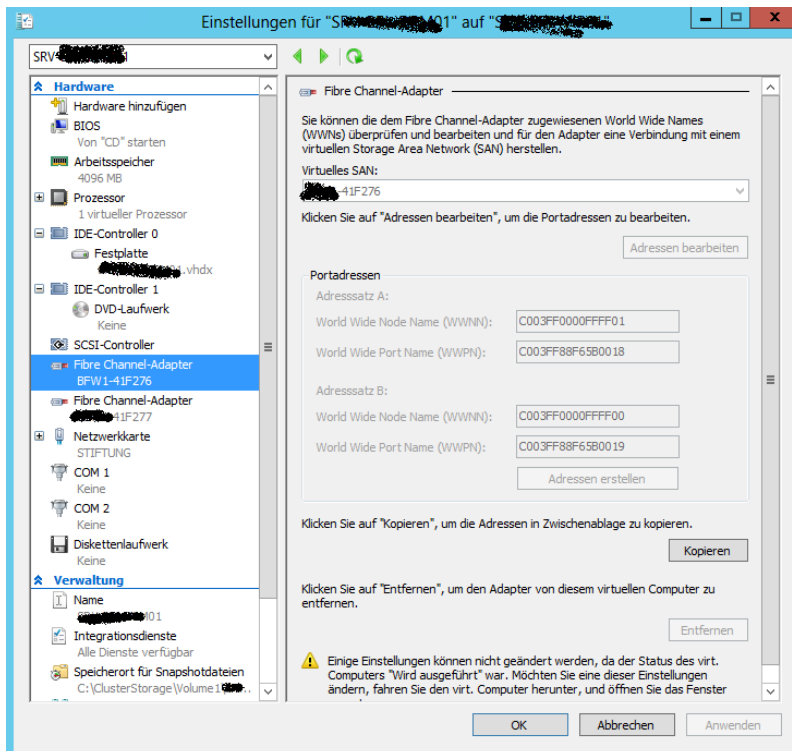 Einstellungen für "SR 01" auf "S
SRV
Hardware
Hardware hinzufügen
BIOS
Von "CD" starten
Arbeitsspeicher
4096 MB
Prozessor
1 virtueller Prozessor
IDE-Controller 0
Festplatte
.vhdx
IDE-Controller 1
DVD-Laufwerk
Keine
SCSI-Controller
Fibre Channel-Adapter
BFW1-41F276
Fibre Channel-Adapter
41F277
Netzwerkkarte
STIFTUNG
COM 1
Keine
COM 2
Keine
Diskettenlaufwerk
Keine
Verwaltung
Name
01
Integrationsdienste
Alle Dienste verfügbar
Speicherort für Snapshotdateien
C:\ClusterStorage\Volume1\
Fibre Channel-Adapter
Sie können die dem Fibre Channel-Adapter zugewiesenen World Wide Names
(WWNs) überprüfen und bearbeiten und für den Adapter eine Verbindung mit einem
virtuellen Storage Area Network (SAN) herstellen.
Virtuelles SAN:
-41F276
Klicken Sie auf "Adressen bearbeiten", um die Portadressen zu bearbeiten.
Adressen bearbeiten
Portadressen
Adresssatz A:
World Wide Node Name (WWNN): C003FF0000FFFF01
World Wide Port Name (WWPN): C003FF88F65B0018
Adresssatz B:
World Wide Node Name (WWNN): C003FF0000FFFF00
World Wide Port Name (WWPN): C003FF88F65B0019
Adressen erstellen
Klicken Sie auf "Kopieren", um die Adressen in Zwischenablage zu kopieren.
Kopieren
Klicken Sie auf "Entfernen", um den Adapter von diesem virtuellen Computer zu
entfernen.
Entfernen
Einige Einstellungen können nicht geändert werden, da der Status des virt.
Computers "Wird ausgeführt" war. Möchten Sie eine dieser Einstellungen
ändern, fahren Sie den virt. Computer herunter, und öffnen Sie das Fenster
OK
Abbrechen
Anwenden